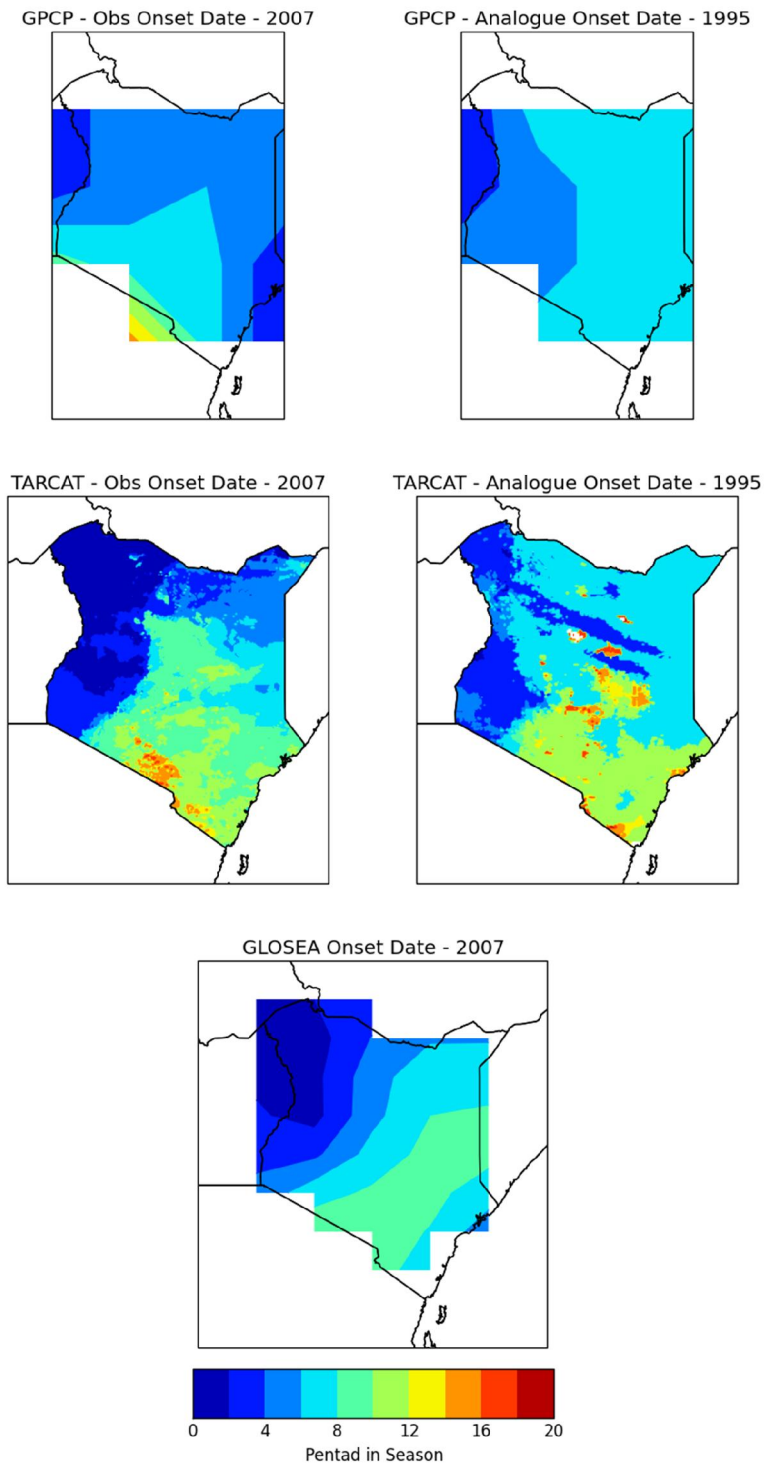 GPCP - Obs Onset Date - 2007
GPCP - Analogue Onset Date - 1995
TARCAT - Obs Onset Date - 2007
TARCAT - Analogue Onset Date - 1995
GLOSEA Onset Date - 2007
0 4 8 12 16 20
Pentad in Season